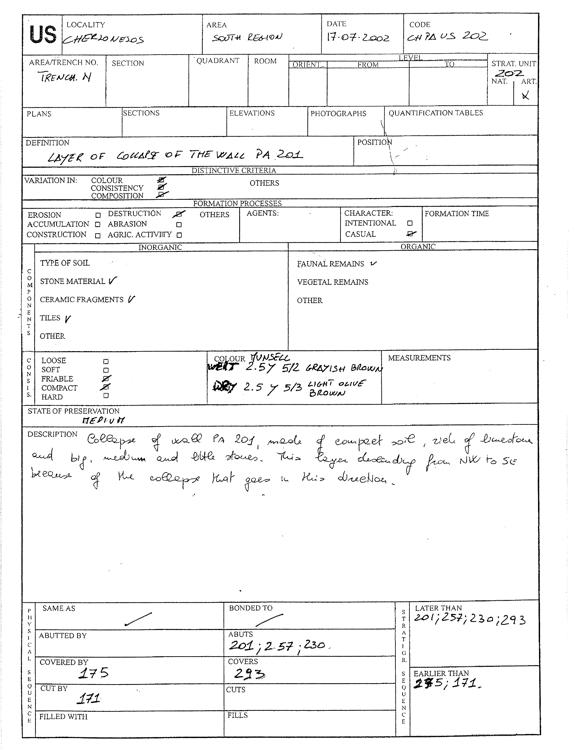 US
LOCALITY
CHERSONESOS
AREA
SOUTH REGION
DATE
17.07.2002
CODE
CH PA US 202
AREA/TRENCH NO.
TRENCH. N
SECTION
QUADRANT
ROOM
LEVEL
ORIENT. FROM TO
STRAT. UNIT
202
NAT. ART.
X
PLANS
SECTIONS
ELEVATIONS
PHOTOGRAPHS
QUANTIFICATION TABLES
DEFINITION
LAYER OF COLLAPSE OF THE WALL PA 201
POSITION
DISTINCTIVE CRITERIA
VARIATION IN: COLOUR
CONSISTENCY
COMPOSITION
OTHERS
FORMATION PROCESSES
EROSION DESTRUCTION OTHERS
ACCUMULATION ABRASION
CONSTRUCTION AGRIC. ACTIVITY
AGENTS:
CHARACTER:
INTENTIONAL
CASUAL
FORMATION TIME
COMPONENTS
INORGANIC
TYPE OF SOIL
STONE MATERIAL ✓
CERAMIC FRAGMENTS ✓
TILES ✓
OTHER
ORGANIC
FAUNAL REMAINS ✓
VEGETAL REMAINS
OTHER
CONSIS.
LOOSE
SOFT
FRIABLE
COMPACT
HARD
COLOUR MUNSELL
WET 2.5 Y 5/2 GRAYISH BROWN
DRY 2.5 Y 5/3 LIGHT OLIVE
BROWN
MEASUREMENTS
STATE OF PRESERVATION
MEDIUM
DESCRIPTION
Collapse of wall PA 201, made of compact soil, rich of limestone
and big, medium and little stones. This layer descending from NW to SE
because of the collapse that goes in this direction.
PHYSICAL SEQUENCE
SAME AS
BONDED TO
ABUTTED BY
ABUTS
201; 257; 230.
COVERED BY
175
COVERS
293
CUT BY
171
CUTS
FILLED WITH
FILLS
STRATIGR. SEQUENCE
LATER THAN
201; 257; 230; 293
EARLIER THAN
175; 171.